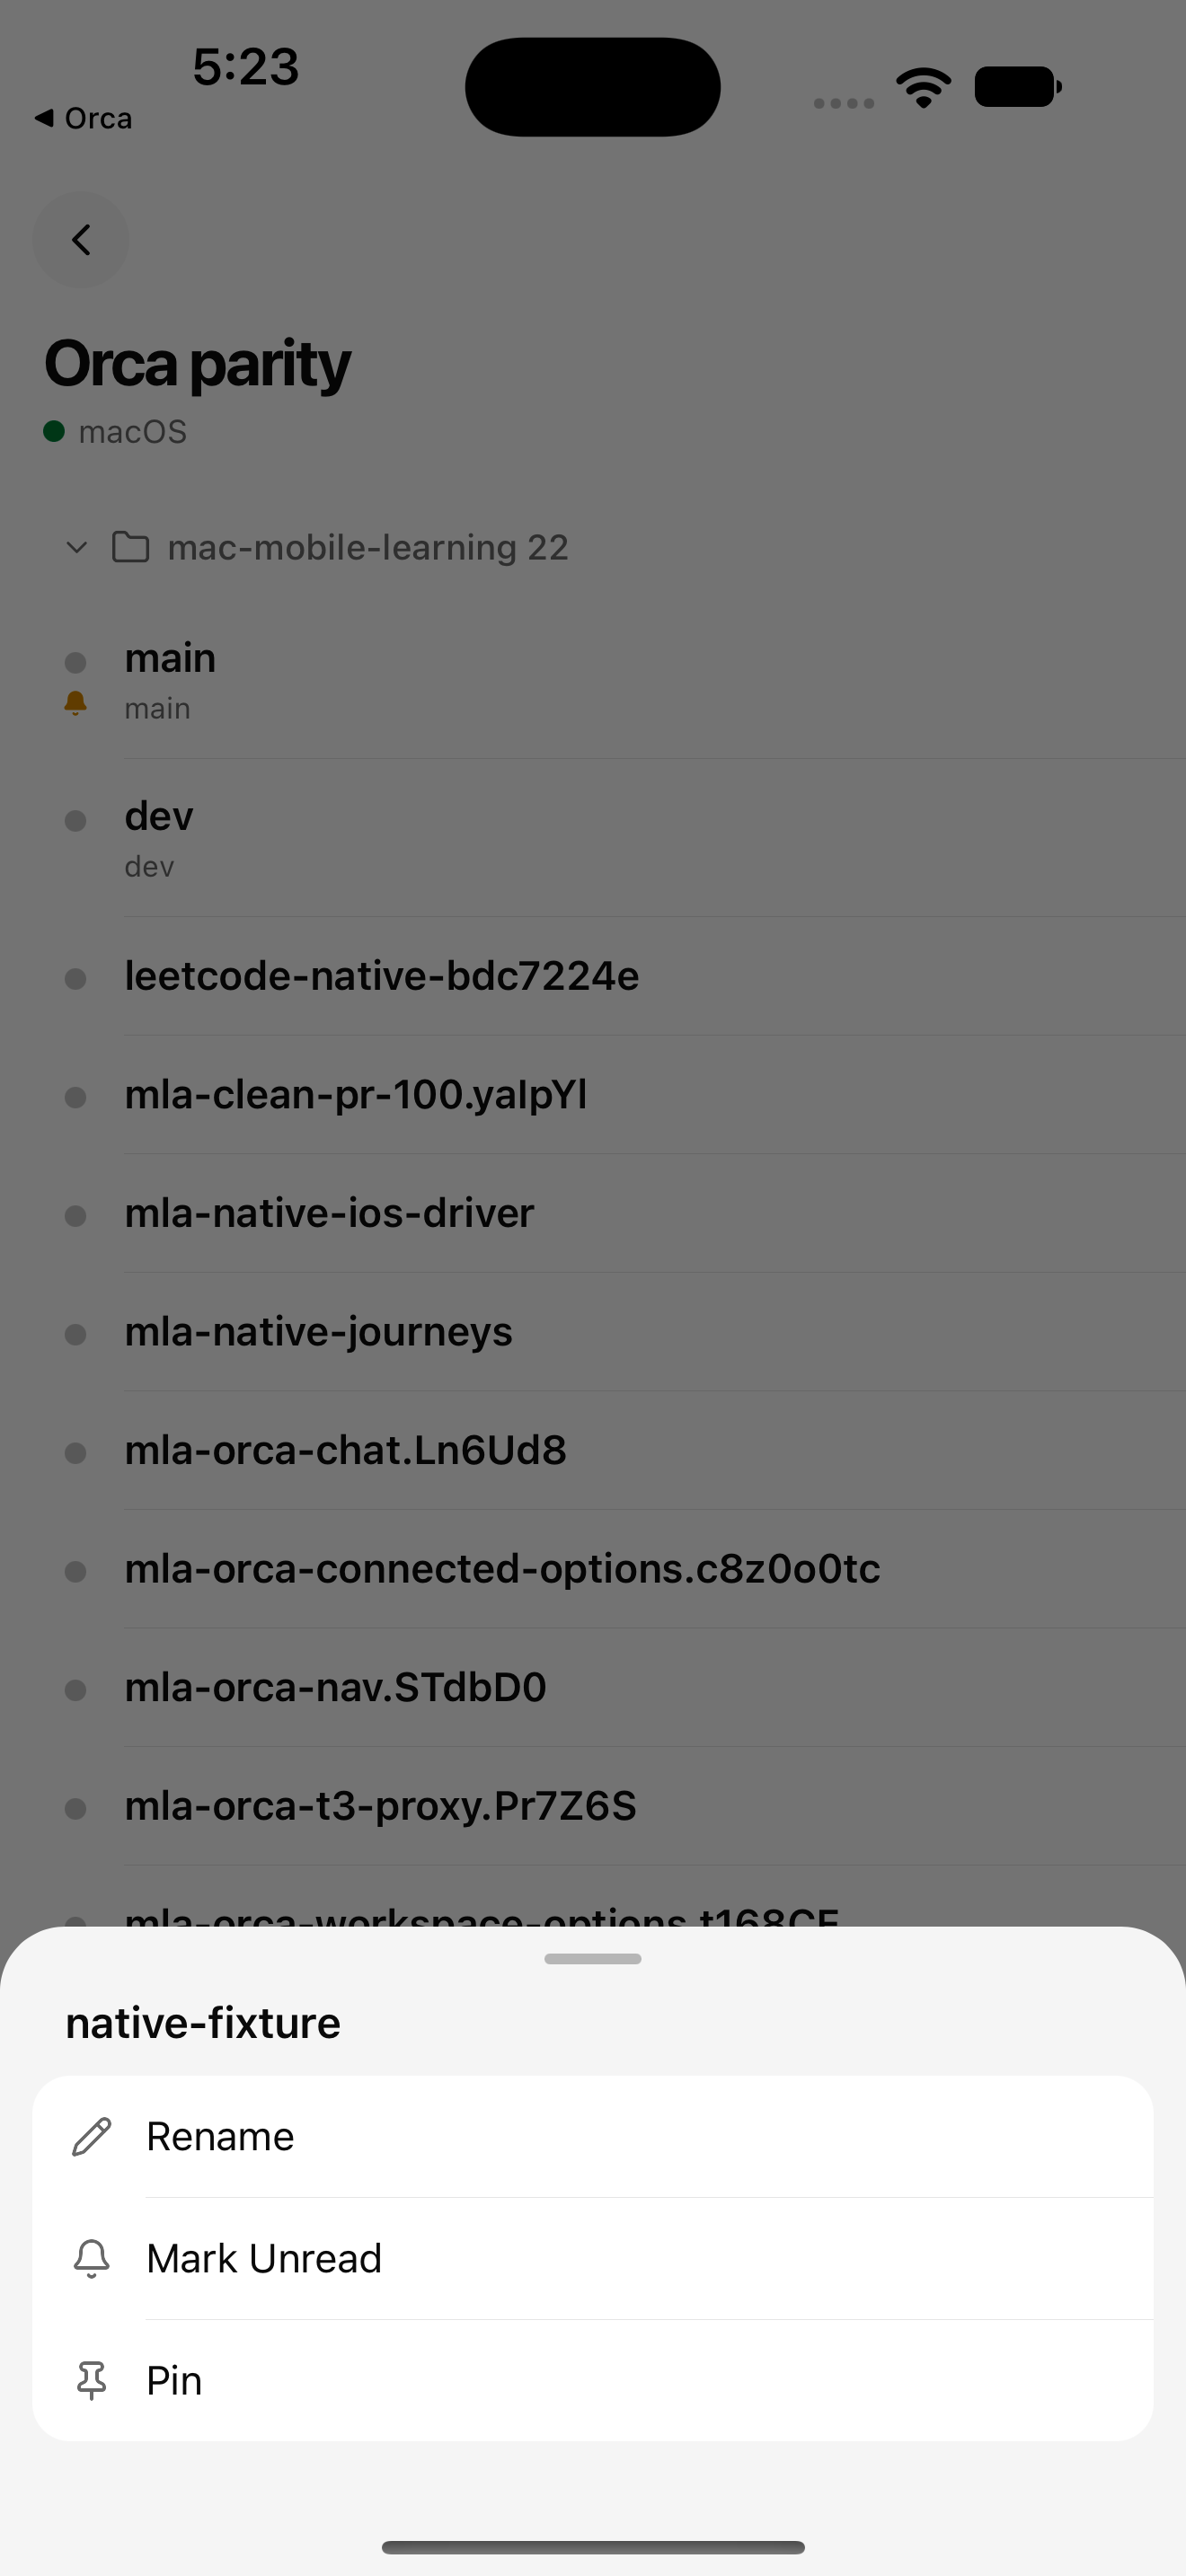 5:23
Orca
Orca parity
macOS
mac-mobile-learning 22
main
main
dev
dev
leetcode-native-bdc7224e
mla-clean-pr-100.yalpYl
mla-native-ios-driver
mla-native-journeys
mla-orca-chat.Ln6Ud8
mla-orca-connected-options.c8z0o0tc
mla-orca-nav.STdbD0
mla-orca-t3-proxy.Pr7Z6S
native-fixture
Rename
Mark Unread
Pin